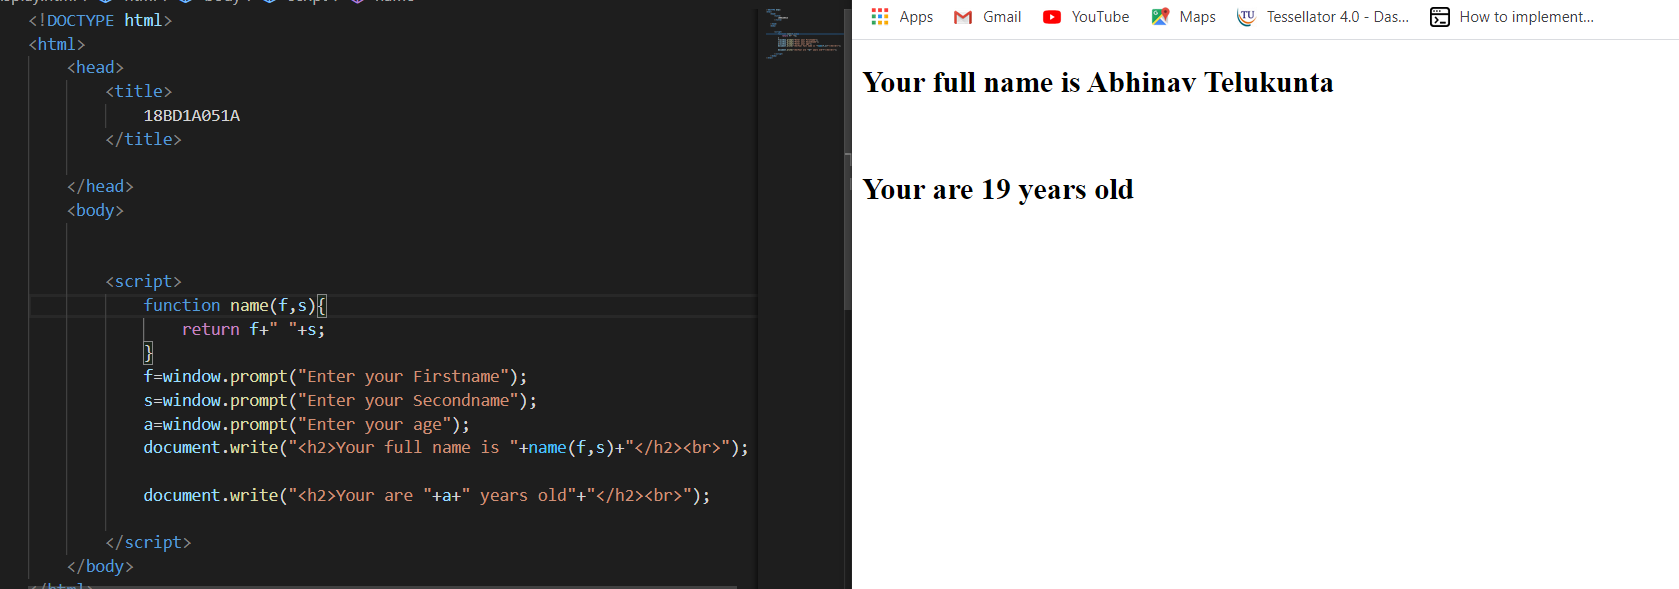 <!DOCTYPE html>
<html>
<head>
<title>
18BD1A051A
</title>
</head>
<body>
<script>
function name(f,s){
return f+" "+s;
}
f=window.prompt("Enter your Firstname");
s=window.prompt("Enter your Secondname");
a=window.prompt("Enter your age");
document.write("<h2>Your full name is "+name(f,s)+"</h2><br>");
document.write("<h2>Your are "+a+" years old"+"</h2><br>");
</script>
</body>
</html>
Apps Gmail YouTube Maps TU Tessellator 4.0 - Das... How to implement...
Your full name is Abhinav Telukunta
Your are 19 years old